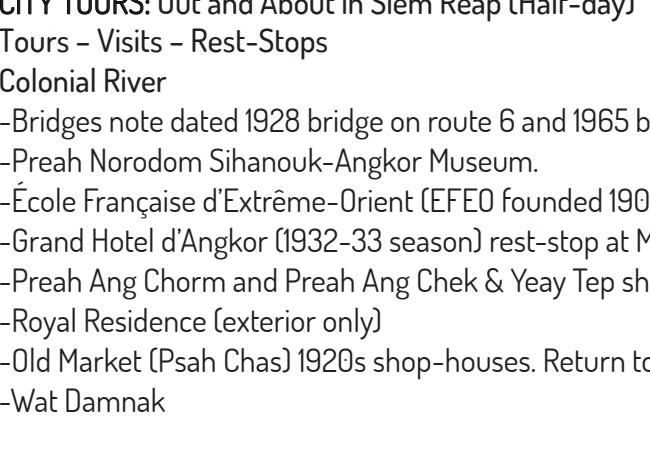 CITY TOURS: Out and About in Siem Reap (Half-day)
Tours – Visits – Rest-Stops
Colonial River
-Bridges note dated 1928 bridge on route 6 and 1965 b
-Preah Norodom Sihanouk-Angkor Museum.
-École Française d’Extrême-Orient (EFEO founded 190
-Grand Hotel d’Angkor (1932-33 season) rest-stop at M
-Preah Ang Chorm and Preah Ang Chek & Yeay Tep sh
-Royal Residence (exterior only)
-Old Market (Psah Chas) 1920s shop-houses. Return to
-Wat Damnak